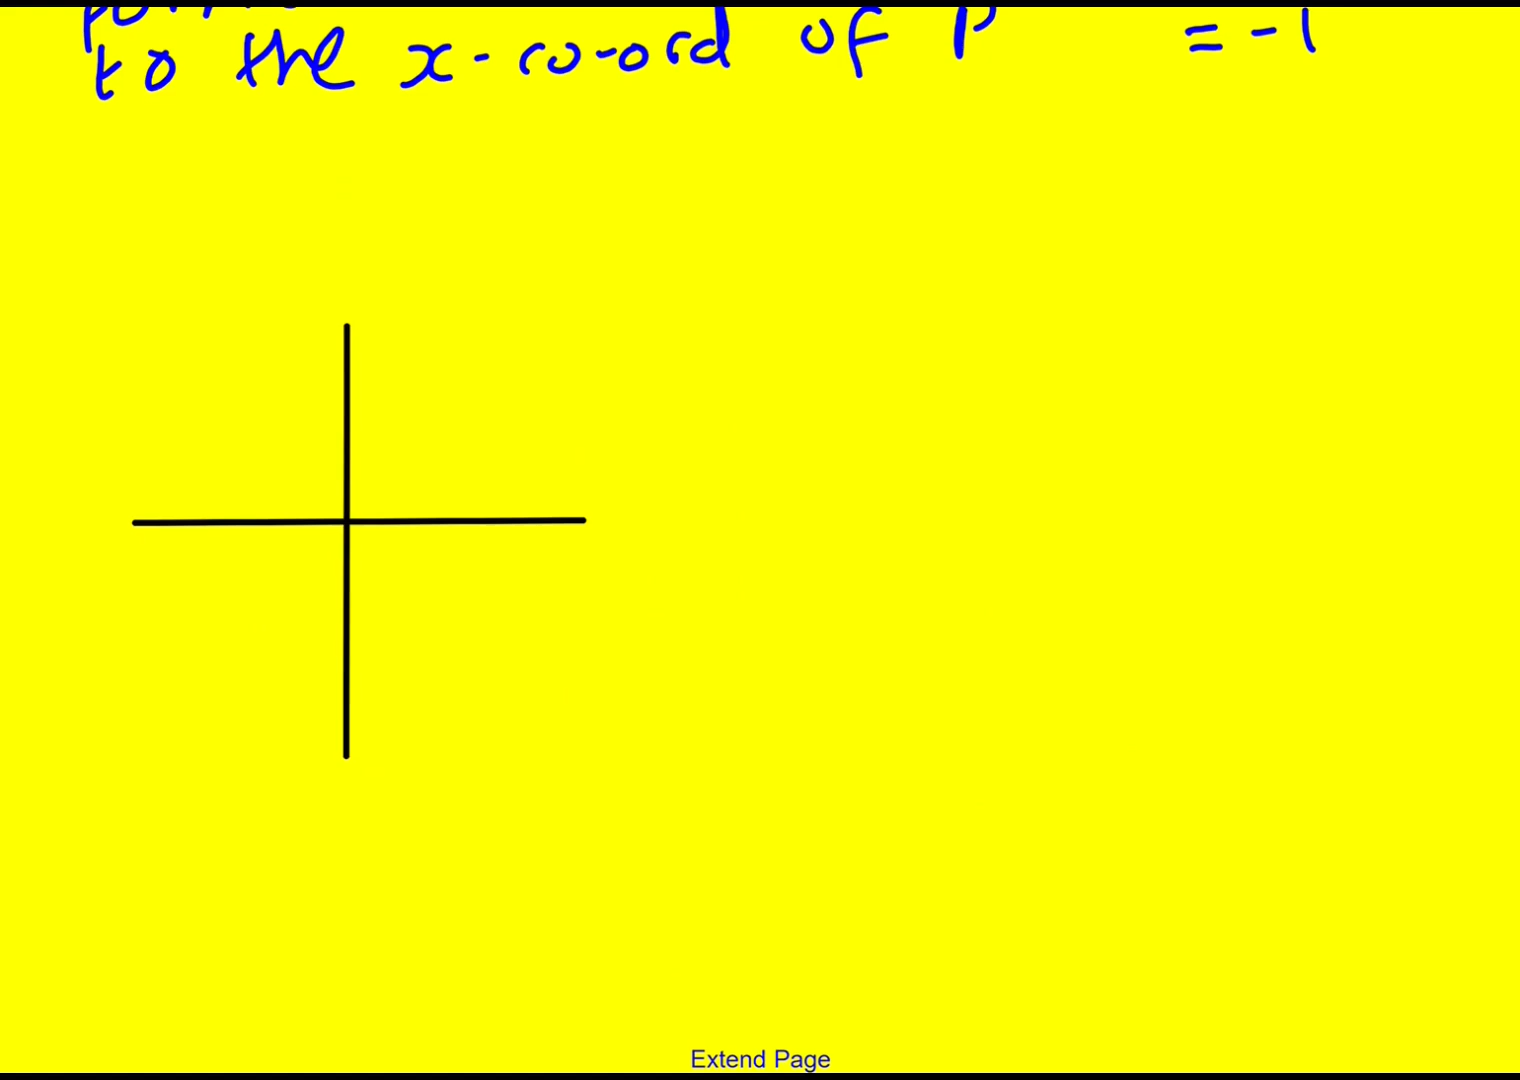 to the x-co-ord of P = -1
Extend Page